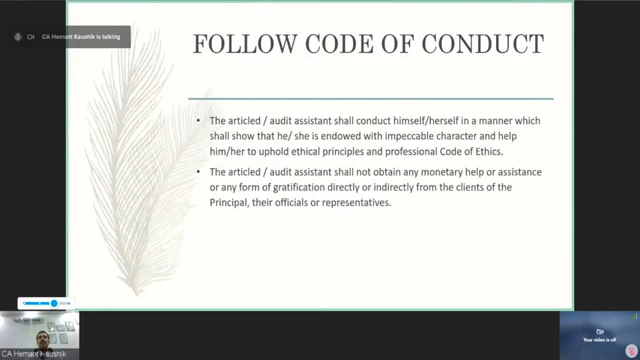 CA Hemant Kaushik is talking
FOLLOW CODE OF CONDUCT
• The articled / audit assistant shall conduct himself/herself in a manner which
shall show that he/ she is endowed with impeccable character and help
him/her to uphold ethical principles and professional Code of Ethics.
• The articled / audit assistant shall not obtain any monetary help or assistance
or any form of gratification directly or indirectly from the clients of the
Principal, their officials or representatives.
CA Hemant Kaushik
Your video is off